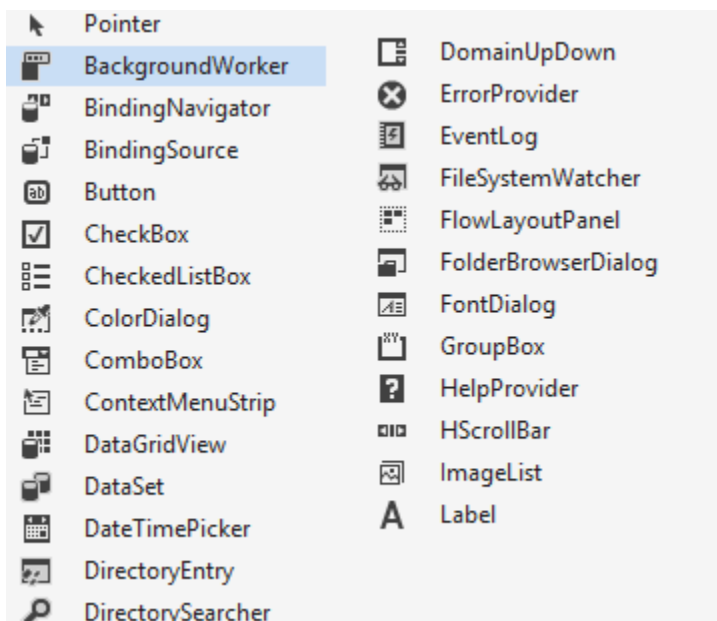 Pointer
BackgroundWorker
BindingNavigator
BindingSource
Button
CheckBox
CheckedListBox
ColorDialog
ComboBox
ContextMenuStrip
DataGridView
DataSet
DateTimePicker
DirectoryEntry
DirectorySearcher
DomainUpDown
ErrorProvider
EventLog
FileSystemWatcher
FlowLayoutPanel
FolderBrowserDialog
FontDialog
GroupBox
HelpProvider
HScrollBar
ImageList
Label